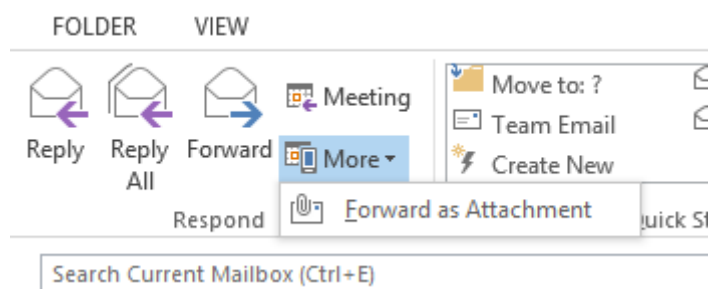 FOLDER VIEW
Reply
Reply All
Forward
Meeting
More
Move to: ?
Team Email
Create New
Respond
Forward as Attachment
Search Current Mailbox (Ctrl+E)